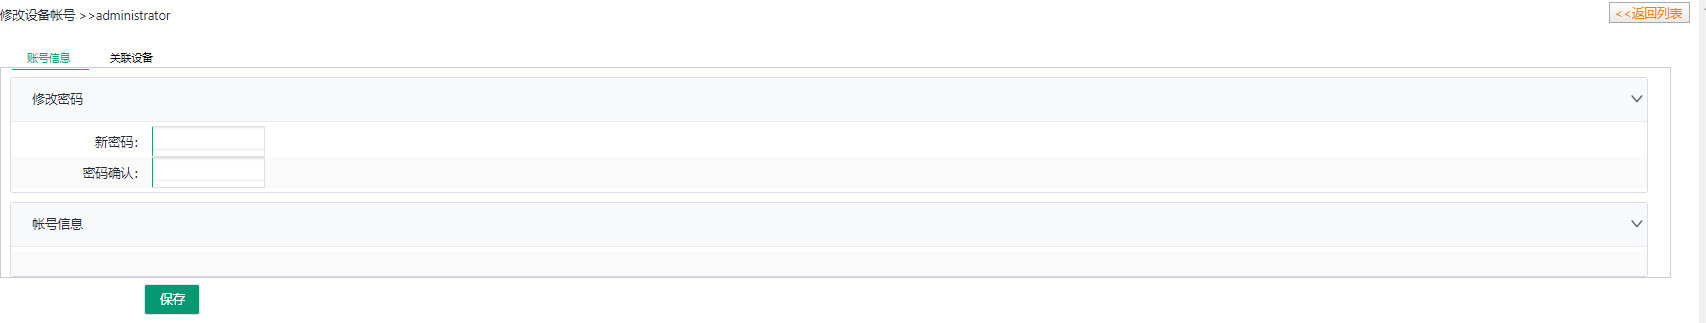 修改设备帐号 >>administrator
<<返回列表
账号信息 关联设备
修改密码
新密码：
密码确认：
帐号信息
保存